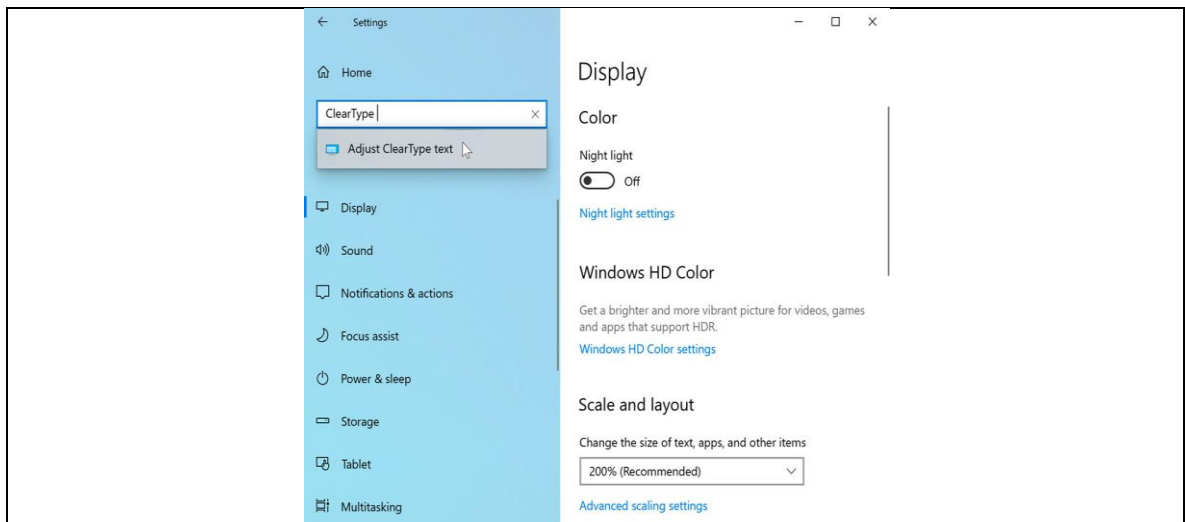 Settings
Home
ClearType
Adjust ClearType text
Display
Sound
Notifications & actions
Focus assist
Power & sleep
Storage
Tablet
Multitasking
Display
Color
Night light
Off
Night light settings
Windows HD Color
Get a brighter and more vibrant picture for videos, games
and apps that support HDR.
Windows HD Color settings
Scale and layout
Change the size of text, apps, and other items
200% (Recommended)
Advanced scaling settings